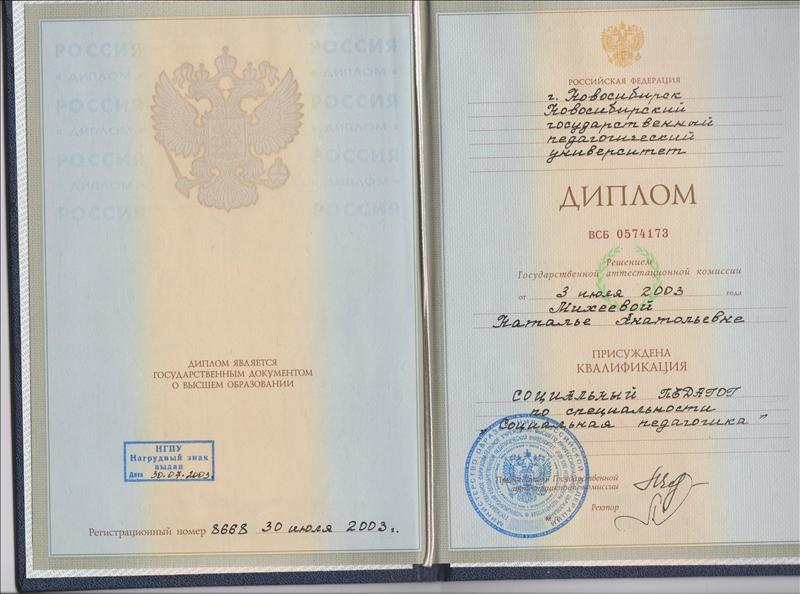 РОССИЯ РОССИЯ
• ДИПЛОМ • • ДИПЛОМ •
РОССИЯ РОССИЯ
• ДИПЛОМ • • ДИПЛОМ •
РОССИЯ РОССИЯ
• ДИПЛОМ • • ДИПЛОМ •
РОССИЯ РОССИЯ
ДИПЛОМ ЯВЛЯЕТСЯ
ГОСУДАРСТВЕННЫМ ДОКУМЕНТОМ
О ВЫСШЕМ ОБРАЗОВАНИИ
НГПУ
Нагрудный знак
выдан
Дата 30.07.2003
Регистрационный номер 8668 30 июля 2003 г.
РОССИЙСКАЯ ФЕДЕРАЦИЯ
г. Новосибирск
Новосибирский
государственный
педагогический
университет
ДИПЛОМ
ВСБ 0574173
Решением
Государственной аттестационной комиссии
от 3 июля 2003 года
Михеевой
Наталье Анатольевне
ПРИСУЖДЕНА
КВАЛИФИКАЦИЯ
СОЦИАЛЬНЫЙ ПЕДАГОГ
по специальности
"Социальная педагогика"
Председатель Государственной
аттестационной комиссии
Ректор